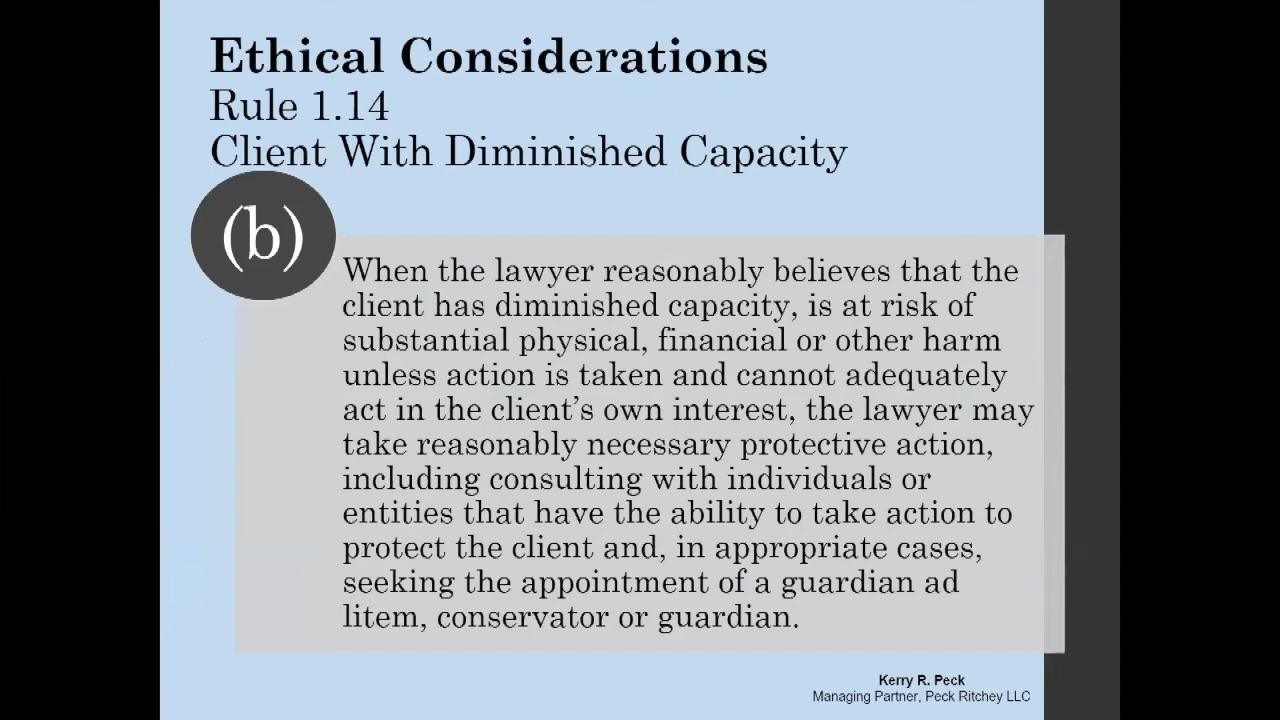 Ethical Considerations
Rule 1.14
Client With Diminished Capacity
(b)
When the lawyer reasonably believes that the
client has diminished capacity, is at risk of
substantial physical, financial or other harm
unless action is taken and cannot adequately
act in the client’s own interest, the lawyer may
take reasonably necessary protective action,
including consulting with individuals or
entities that have the ability to take action to
protect the client and, in appropriate cases,
seeking the appointment of a guardian ad
litem, conservator or guardian.
Kerry R. Peck
Managing Partner, Peck Ritchey LLC